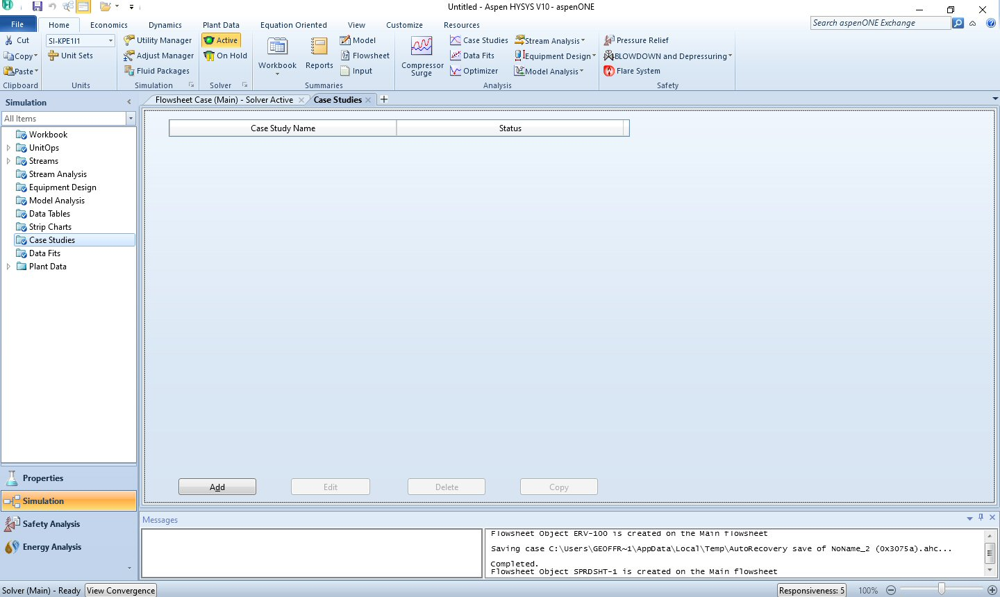 Untitled - Aspen HYSYS V10 - aspenONE
File
Home
Economics
Dynamics
Plant Data
Equation Oriented
View
Customize
Resources
Search aspenONE Exchange
Cut
Copy
Paste
Clipboard
SI-KPE1I1
Unit Sets
Units
Utility Manager
Adjust Manager
Fluid Packages
Simulation
Active
On Hold
Solver
Workbook
Reports
Model
Flowsheet
Input
Summaries
Compressor
Surge
Case Studies
Data Fits
Optimizer
Stream Analysis
Equipment Design
Model Analysis
Analysis
Pressure Relief
BLOWDOWN and Depressuring
Flare System
Safety
Simulation
All Items
Workbook
UnitOps
Streams
Stream Analysis
Equipment Design
Model Analysis
Data Tables
Strip Charts
Case Studies
Data Fits
Plant Data
Properties
Simulation
Safety Analysis
Energy Analysis
Flowsheet Case (Main) - Solver Active
Case Studies
Case Study Name
Status
Add
Edit
Delete
Copy
Messages
Flowsheet Object ERV-100 is created on the Main flowsheet
Saving case C:\Users\GEOFFR~1\AppData\Local\Temp\AutoRecovery save of NoName_2 (0x3075a).ahc...
Completed.
Flowsheet Object SPRDSHT-1 is created on the Main flowsheet
Solver (Main) - Ready
View Convergence
Responsiveness: 5
100%